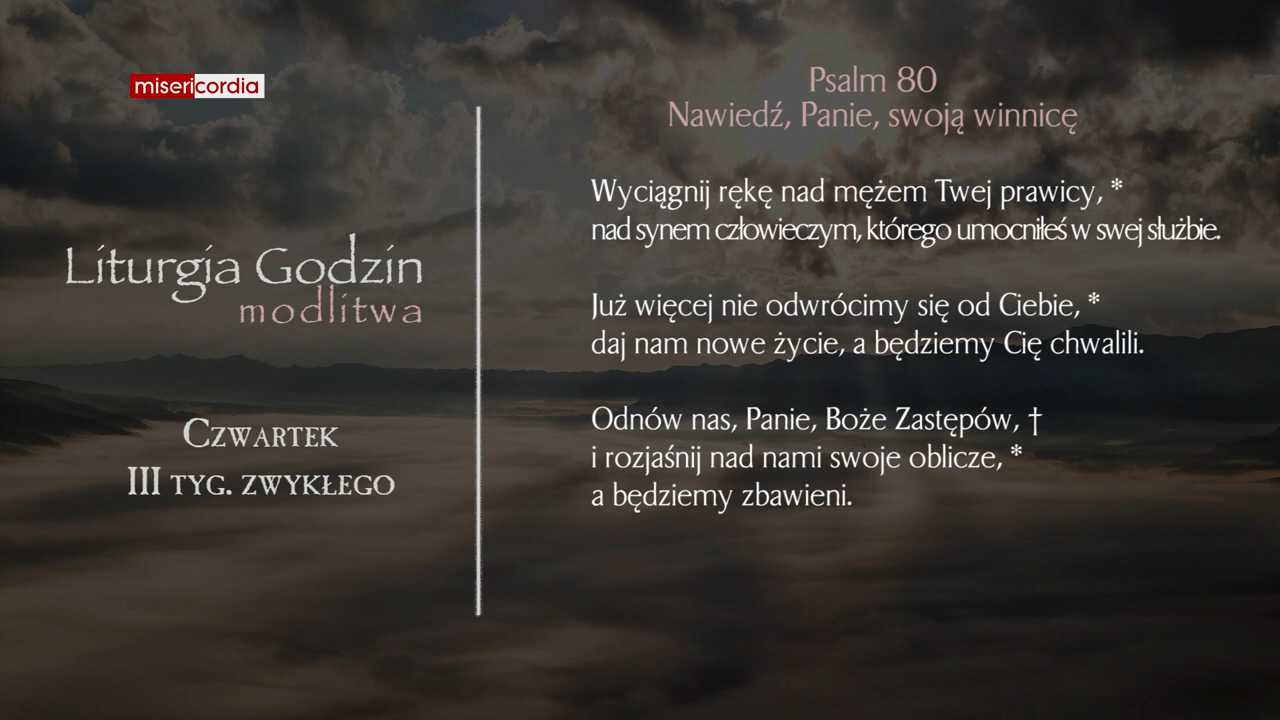 misericordia
Liturgia Godzin
modlitwa
Czwartek
III tyg. zwykłego
Psalm 80
Nawiedź, Panie, swoją winnicę
Wyciągnij rękę nad mężem Twej prawicy, *
nad synem człowieczym, którego umocniłeś w swej służbie.
Już więcej nie odwrócimy się od Ciebie, *
daj nam nowe życie, a będziemy Cię chwalili.
Odnów nas, Panie, Boże Zastępów, †
i rozjaśnij nad nami swoje oblicze, *
a będziemy zbawieni.